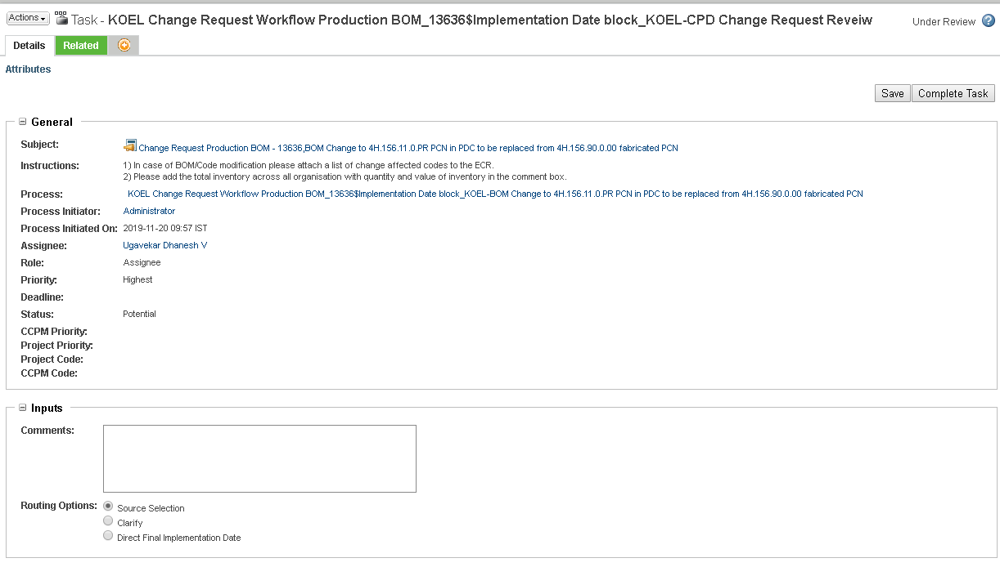 Actions Task - KOEL Change Request Workflow Production BOM_13636$Implementation Date block_KOEL-CPD Change Request Reveiw Under Review ?
Details Related
Attributes
Save Complete Task
General
Subject: Change Request Production BOM - 13636,BOM Change to 4H.156.11.0.PR PCN in PDC to be replaced from 4H.156.90.0.00 fabricated PCN
Instructions: 1) In case of BOM/Code modification please attach a list of change affected codes to the ECR.
2) Please add the total inventory across all organisation with quantity and value of inventory in the comment box.
Process: KOEL Change Request Workflow Production BOM_13636$Implementation Date block_KOEL-BOM Change to 4H.156.11.0.PR PCN in PDC to be replaced from 4H.156.90.0.00 fabricated PCN
Process Initiator: Administrator
Process Initiated On: 2019-11-20 09:57 IST
Assignee: Ugavekar Dhanesh V
Role: Assignee
Priority: Highest
Deadline:
Status: Potential
CCPM Priority:
Project Priority:
Project Code:
CCPM Code:
Inputs
Comments:
Routing Options: Source Selection
Clarify
Direct Final Implementation Date